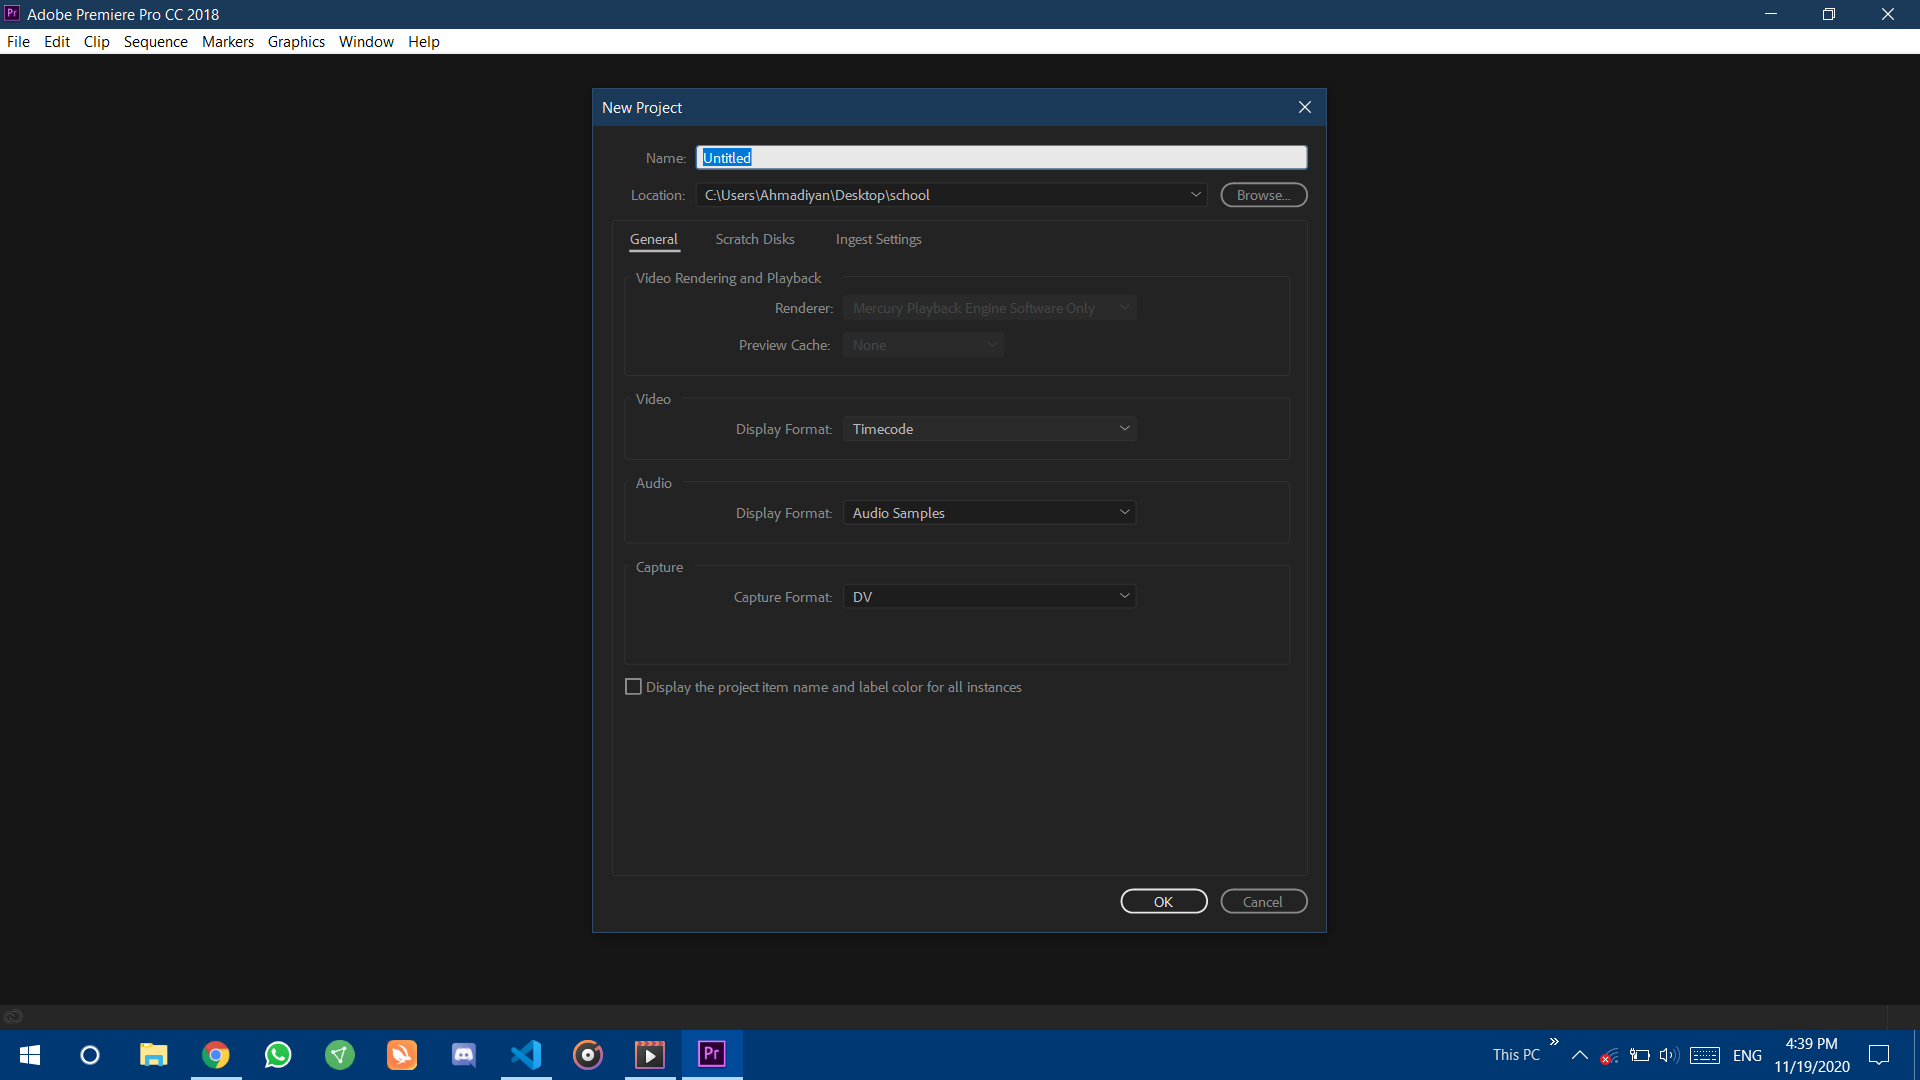 Pr Adobe Premiere Pro CC 2018
File Edit Clip Sequence Markers Graphics Window Help
New Project
Name: Untitled
Location: C:\Users\Ahmadiyan\Desktop\school Browse...
General Scratch Disks Ingest Settings
Video Rendering and Playback
Renderer: Mercury Playback Engine Software Only
Preview Cache: None
Video
Display Format: Timecode
Audio
Display Format: Audio Samples
Capture
Capture Format: DV
Display the project item name and label color for all instances
OK Cancel
Pr
This PC
ENG
4:39 PM
11/19/2020